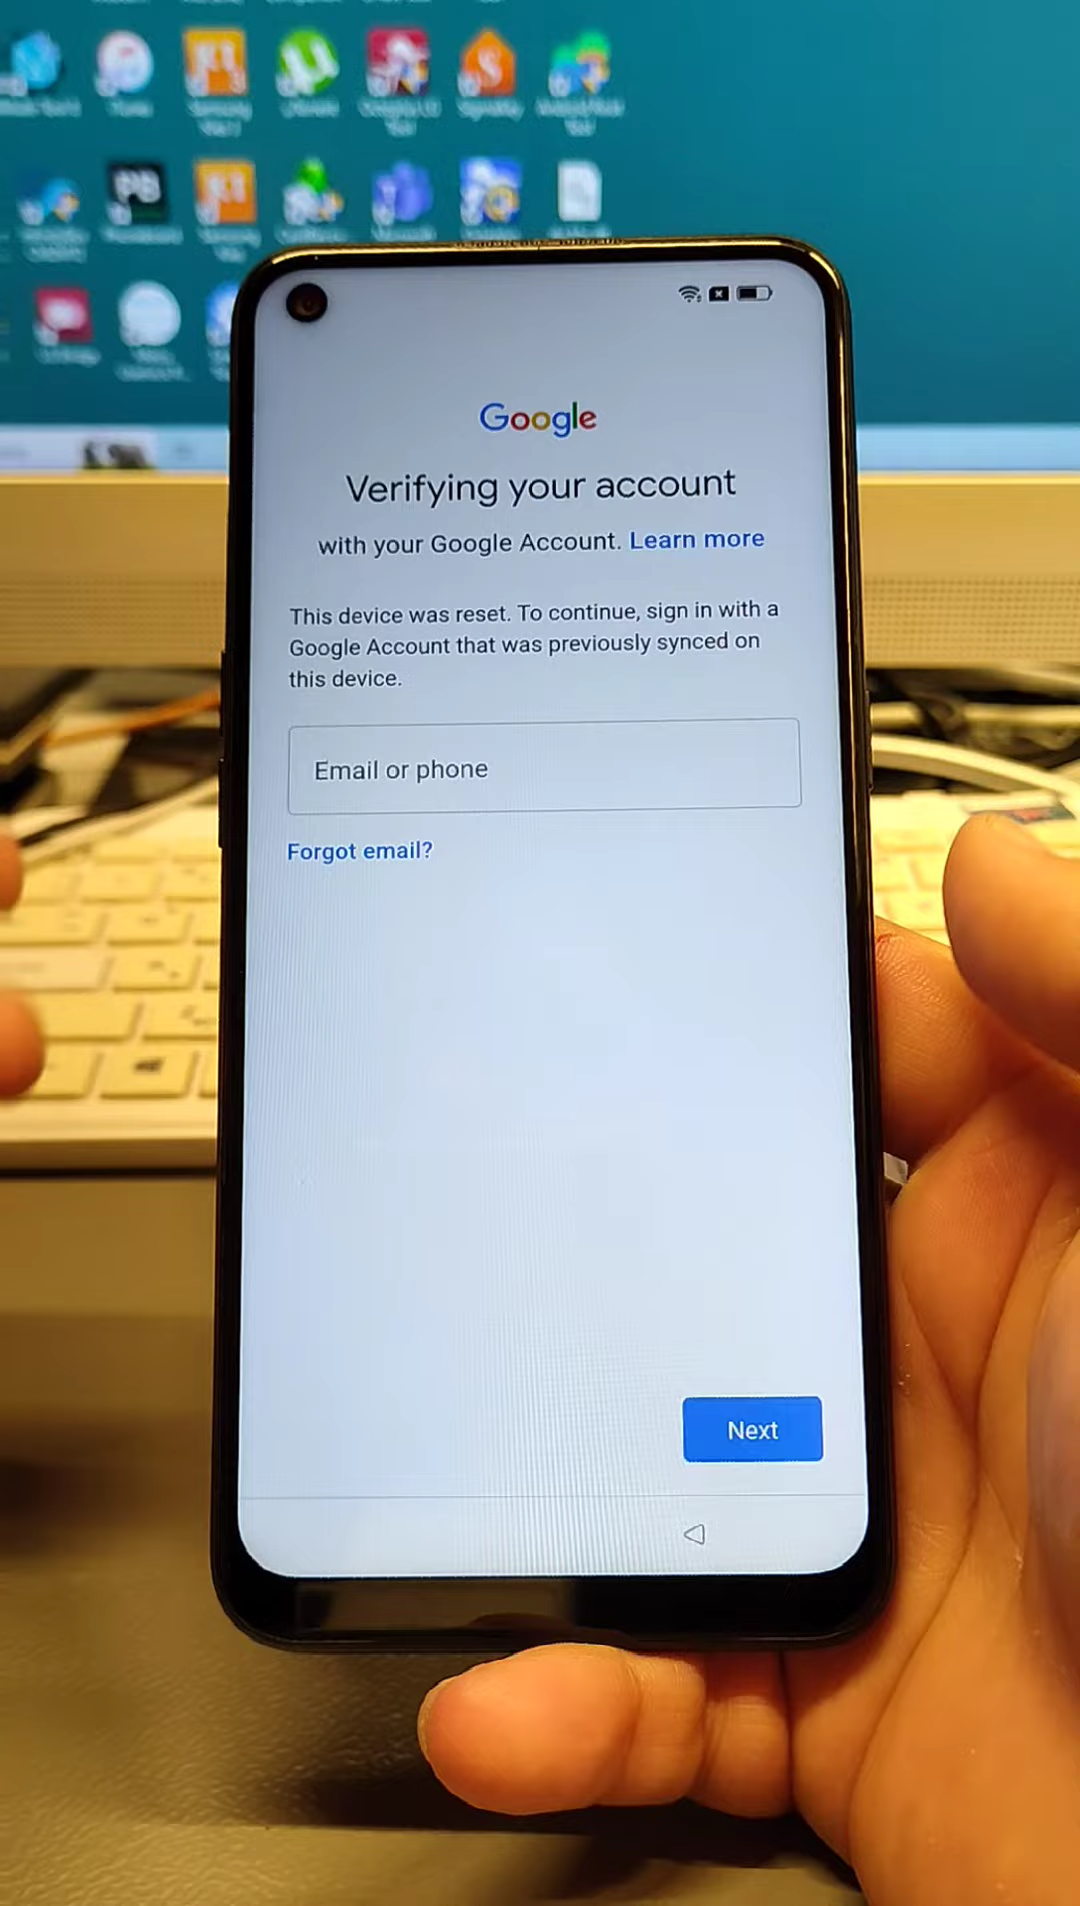 PB
Google
Verifying your account
with your Google Account. Learn more
This device was reset. To continue, sign in with a
Google Account that was previously synced on
this device.
Email or phone
Forgot email?
Next